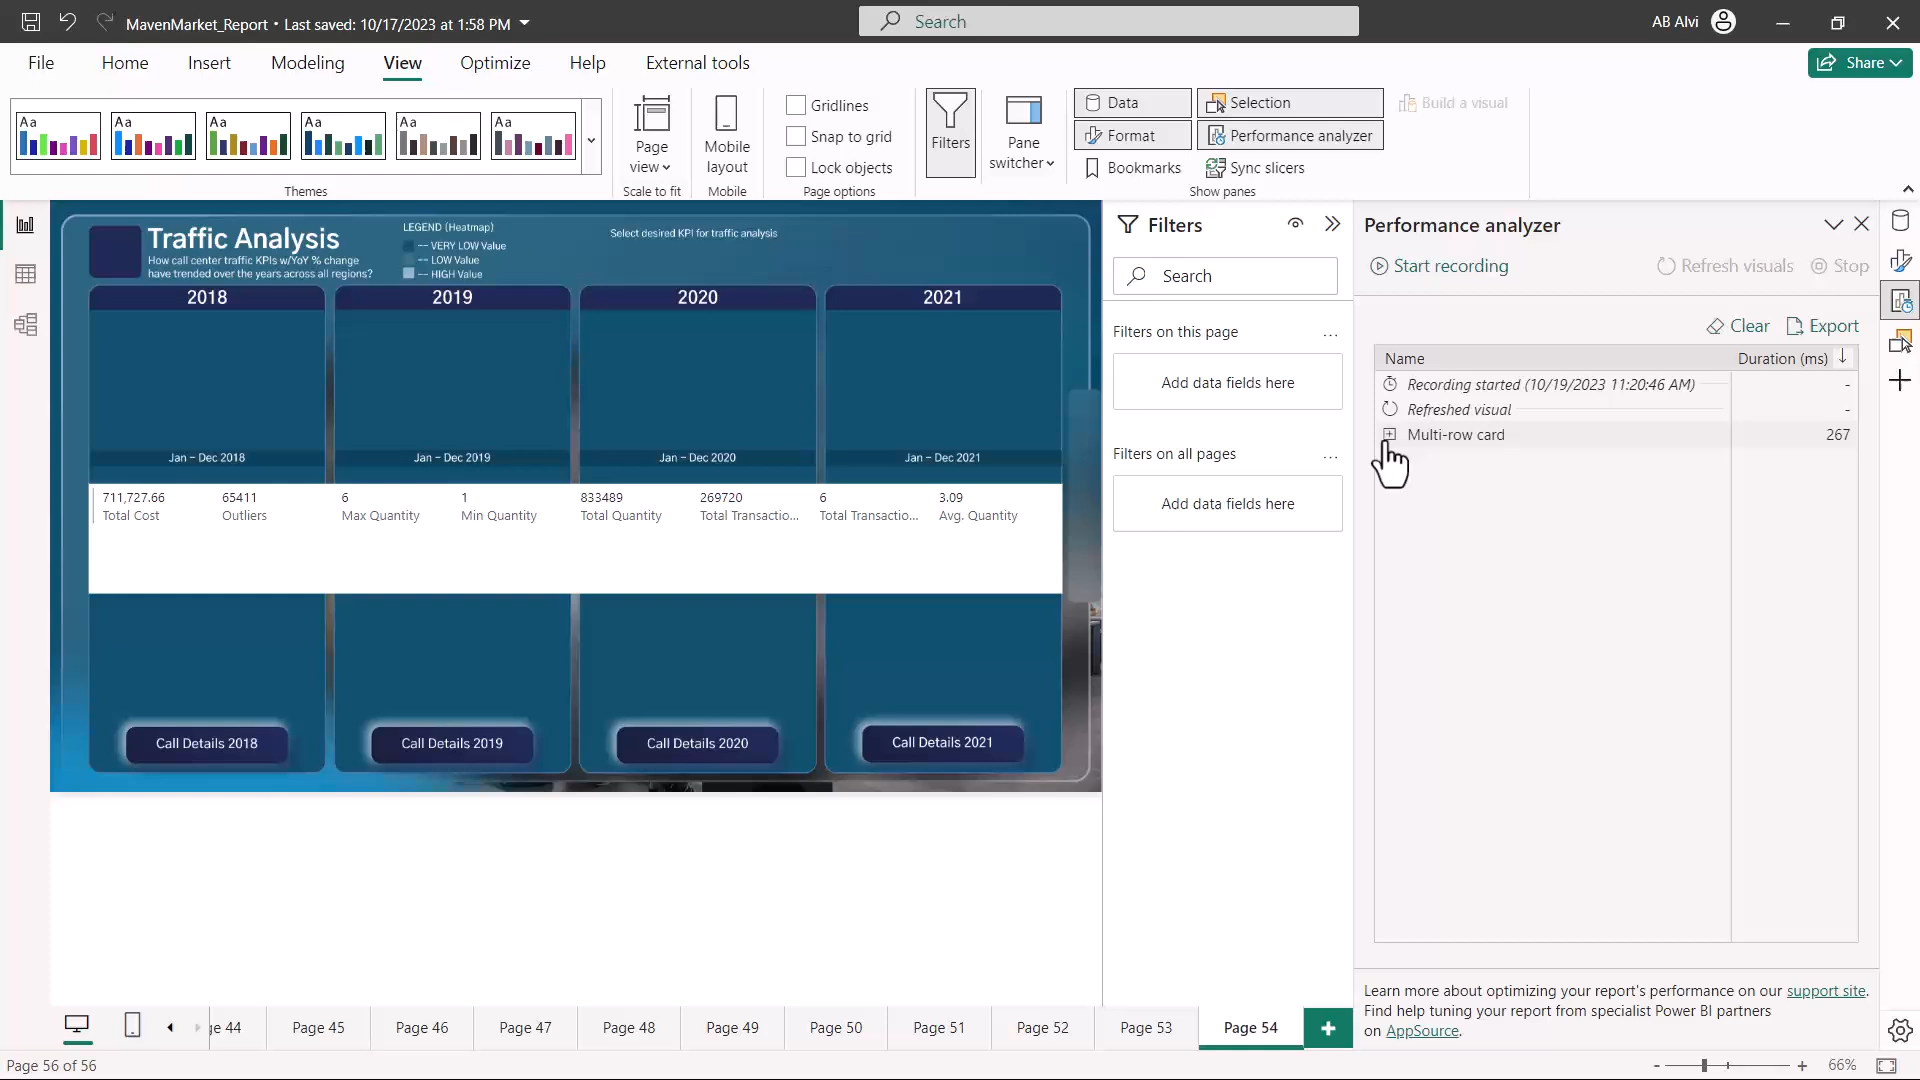 MavenMarket_Report • Last saved: 10/17/2023 at 1:58 PM
Search
AB Alvi
File
Home
Insert
Modeling
View
Optimize
Help
External tools
Share
Aa
Aa
Aa
Aa
Aa
Aa
Themes
Page view
Scale to fit
Mobile layout
Mobile
Gridlines
Snap to grid
Lock objects
Page options
Filters
Pane switcher
Data
Format
Bookmarks
Selection
Performance analyzer
Sync slicers
Show panes
Build a visual
Traffic Analysis
How call center traffic KPIs w/YoY % change
have trended over the years across all regions?
LEGEND (Heatmap)
-- VERY LOW Value
-- LOW Value
-- HIGH Value
Select desired KPI for traffic analysis
2018
2019
2020
2021
Jan – Dec 2018
Jan – Dec 2019
Jan – Dec 2020
Jan – Dec 2021
711,727.66
65411
6
1
833489
269720
6
3.09
Total Cost
Outliers
Max Quantity
Min Quantity
Total Quantity
Total Transactio...
Total Transactio...
Avg. Quantity
Call Details 2018
Call Details 2019
Call Details 2020
Call Details 2021
Filters
Search
Filters on this page
...
Add data fields here
Filters on all pages
...
Add data fields here
Performance analyzer
Start recording
Refresh visuals
Stop
Clear
Export
Name
Duration (ms)
Recording started (10/19/2023 11:20:46 AM)
-
Refreshed visual
-
Multi-row card
267
Learn more about optimizing your report's performance on our support site.
Find help tuning your report from specialist Power BI partners
on AppSource.
ge 44
Page 45
Page 46
Page 47
Page 48
Page 49
Page 50
Page 51
Page 52
Page 53
Page 54
Page 56 of 56
66%